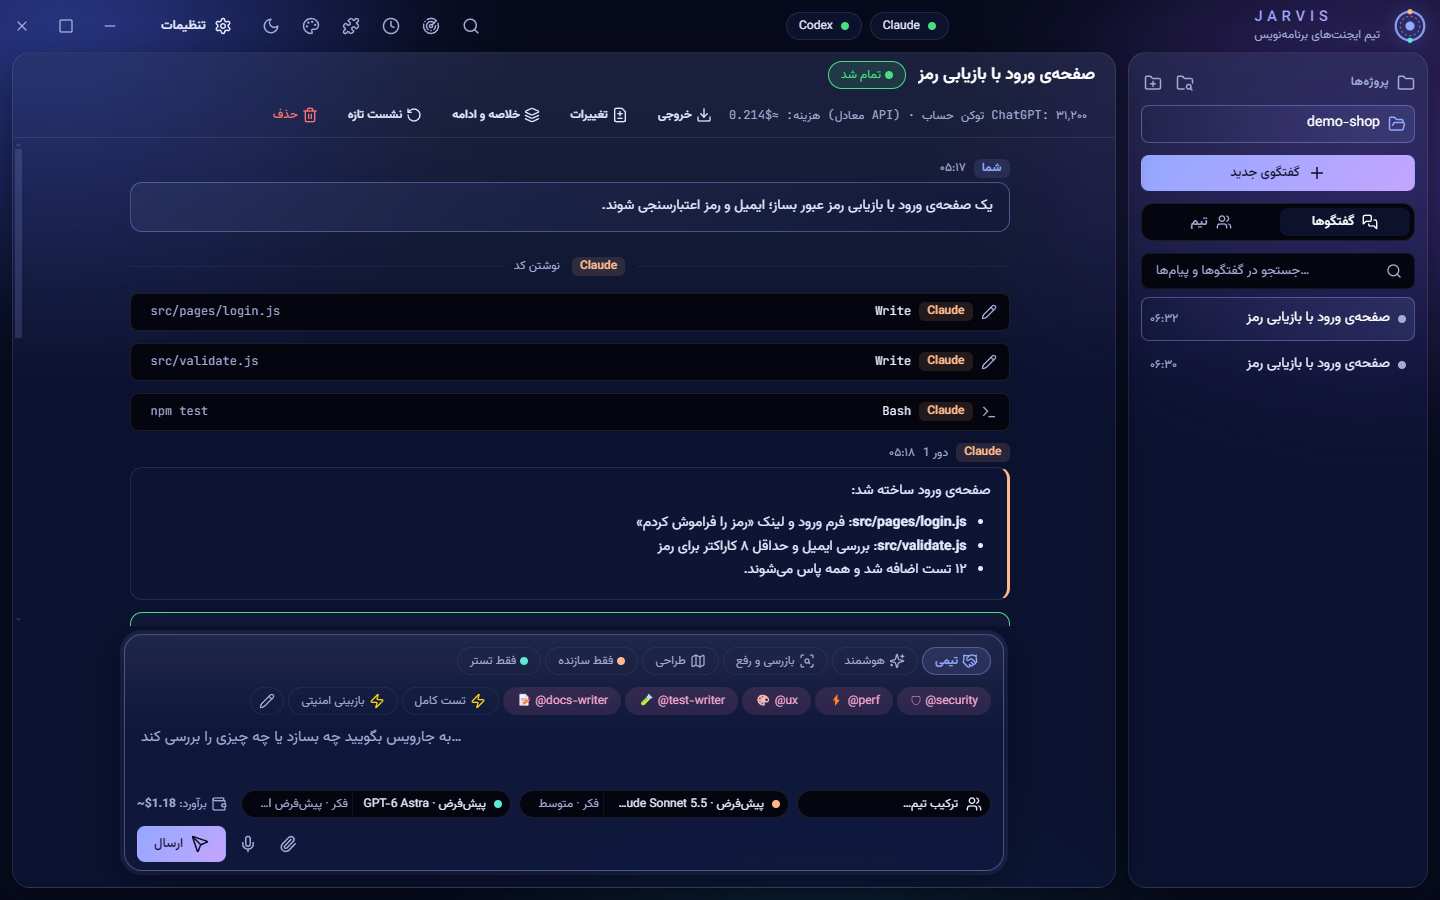 JARVIS
تیم ایجنت‌های برنامه‌نویس
Claude
Codex
تنظیمات
پروژه‌ها
demo-shop
گفتگوی جدید
گفتگوها
تیم
جستجو در گفتگوها و پیام‌ها...
صفحه‌ی ورود با بازیابی رمز ۰۶:۳۲
صفحه‌ی ورود با بازیابی رمز ۰۶:۳۰
صفحه‌ی ورود با بازیابی رمز تمام شد
ChatGPT: ۳۱,۲۰۰ توکن حساب · (معادل API) هزینه: ≈$0.214
خروجی
تغییرات
خلاصه و ادامه
نشست تازه
حذف
شما ۰۵:۱۷
یک صفحه‌ی ورود با بازیابی رمز عبور بساز؛ ایمیل و رمز اعتبارسنجی شوند.
Claude نوشتن کد
Claude Write src/pages/login.js
Claude Write src/validate.js
Claude Bash npm test
Claude دور 1 ۰۵:۱۸
صفحه‌ی ورود ساخته شد:
• src/pages/login.js: فرم ورود و لینک «رمز را فراموش کردم»
• src/validate.js: بررسی ایمیل و حداقل ۸ کاراکتر برای رمز
• ۱۲ تست اضافه شد و همه پاس می‌شوند.
تیمی
هوشمند
بازرسی و رفع
طراحی
فقط سازنده
فقط تستر
@security
@perf
@ux
@test-writer
@docs-writer
تست کامل
بازبینی امنیتی
به جارویس بگویید چه بسازد یا چه چیزی را بررسی کند...
ترکیب تیم...
پیش‌فرض · ude Sonnet 5.5... فکر · متوسط
پیش‌فرض · GPT-6 Astra فکر · پیش‌فرض ا...
برآورد: ~$1.18
ارسال